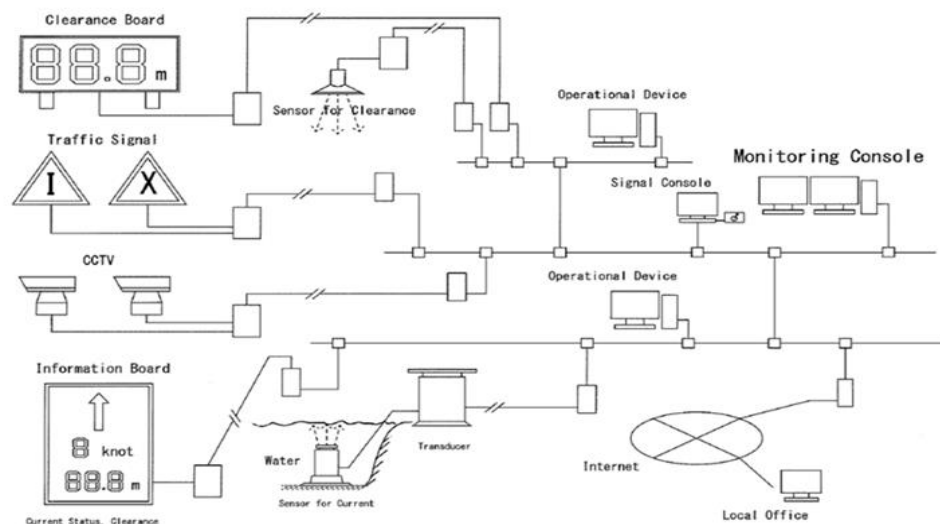 Clearance Board
88.8 m
Sensor for Clearance
Operational Device
Traffic Signal
I
X
Signal Console
Monitoring Console
CCTV
Operational Device
Information Board
8 knot
88.8 m
Water
Sensor for Current
Transducer
Internet
Local Office
Current Status, Clearance